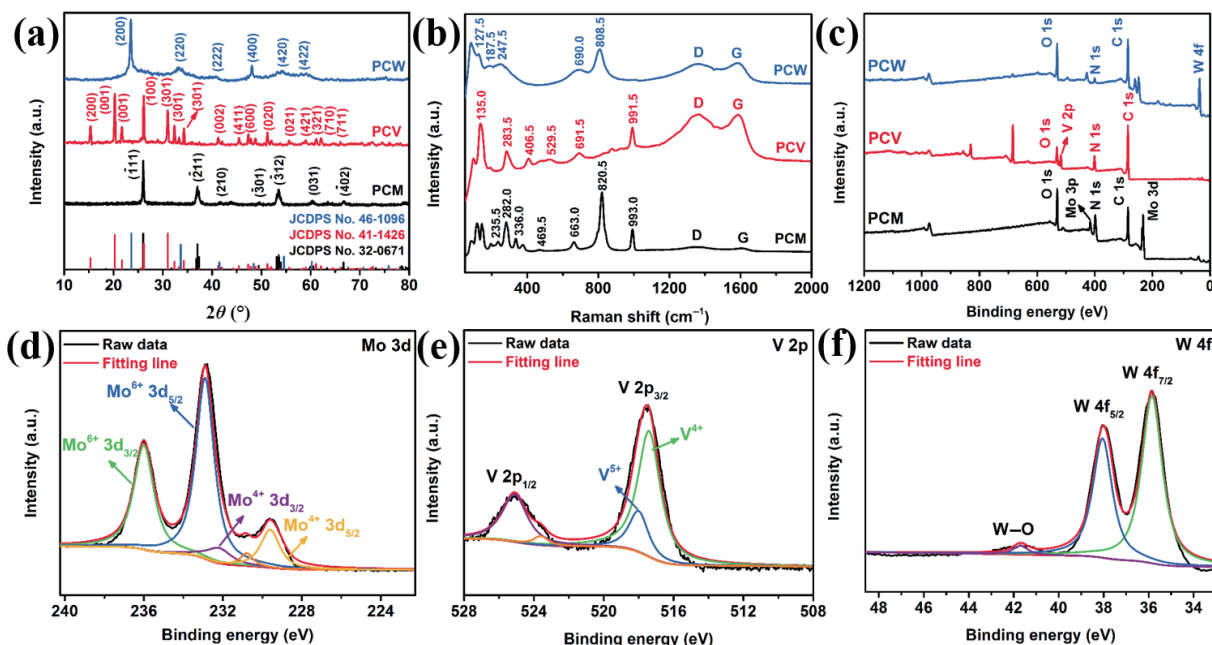 (a)
Intensity (a.u.)
(200)
(220)
(222)
(400)
(420)
(422)
PCW
(200)
(001)
(001)
(100)
(301)
(301)
(301)
(002)
(411)
(600)
(020)
(021)
(421)
(321)
(710)
(711)
PCV
(1̄11)
(2̄11)
(210)
(3̄01)
(3̄12)
(031)
(4̄02)
PCM
JCDPS No. 46-1096
JCDPS No. 41-1426
JCDPS No. 32-0671
10 20 30 40 50 60 70 80
2θ (°)
(b)
Intensity (a.u.)
127.5
187.5
247.5
690.0
808.5
D
G
PCW
135.0
283.5
406.5
529.5
691.5
991.5
D
G
PCV
235.5
282.0
336.0
469.5
663.0
820.5
993.0
D
G
PCM
0 400 800 1200 1600 2000
Raman shift (cm⁻¹)
(c)
Intensity (a.u.)
PCW
O 1s
N 1s
C 1s
W 4f
PCV
O 1s
V 2p
N 1s
C 1s
PCM
O 1s
Mo 3p
N 1s
C 1s
Mo 3d
1200 1000 800 600 400 200 0
Binding energy (eV)
(d)
Intensity (a.u.)
Raw data
Fitting line
Mo 3d
Mo⁶⁺ 3d₅/₂
Mo⁶⁺ 3d₃/₂
Mo⁴⁺ 3d₃/₂
Mo⁴⁺ 3d₅/₂
240 236 232 228 224
Binding energy (eV)
(e)
Intensity (a.u.)
Raw data
Fitting line
V 2p
V 2p₃/₂
V⁴⁺
V⁵⁺
V 2p₁/₂
528 524 520 516 512 508
Binding energy (eV)
(f)
Intensity (a.u.)
Raw data
Fitting line
W 4f
W 4f₇/₂
W 4f₅/₂
W–O
48 46 44 42 40 38 36 34
Binding energy (eV)